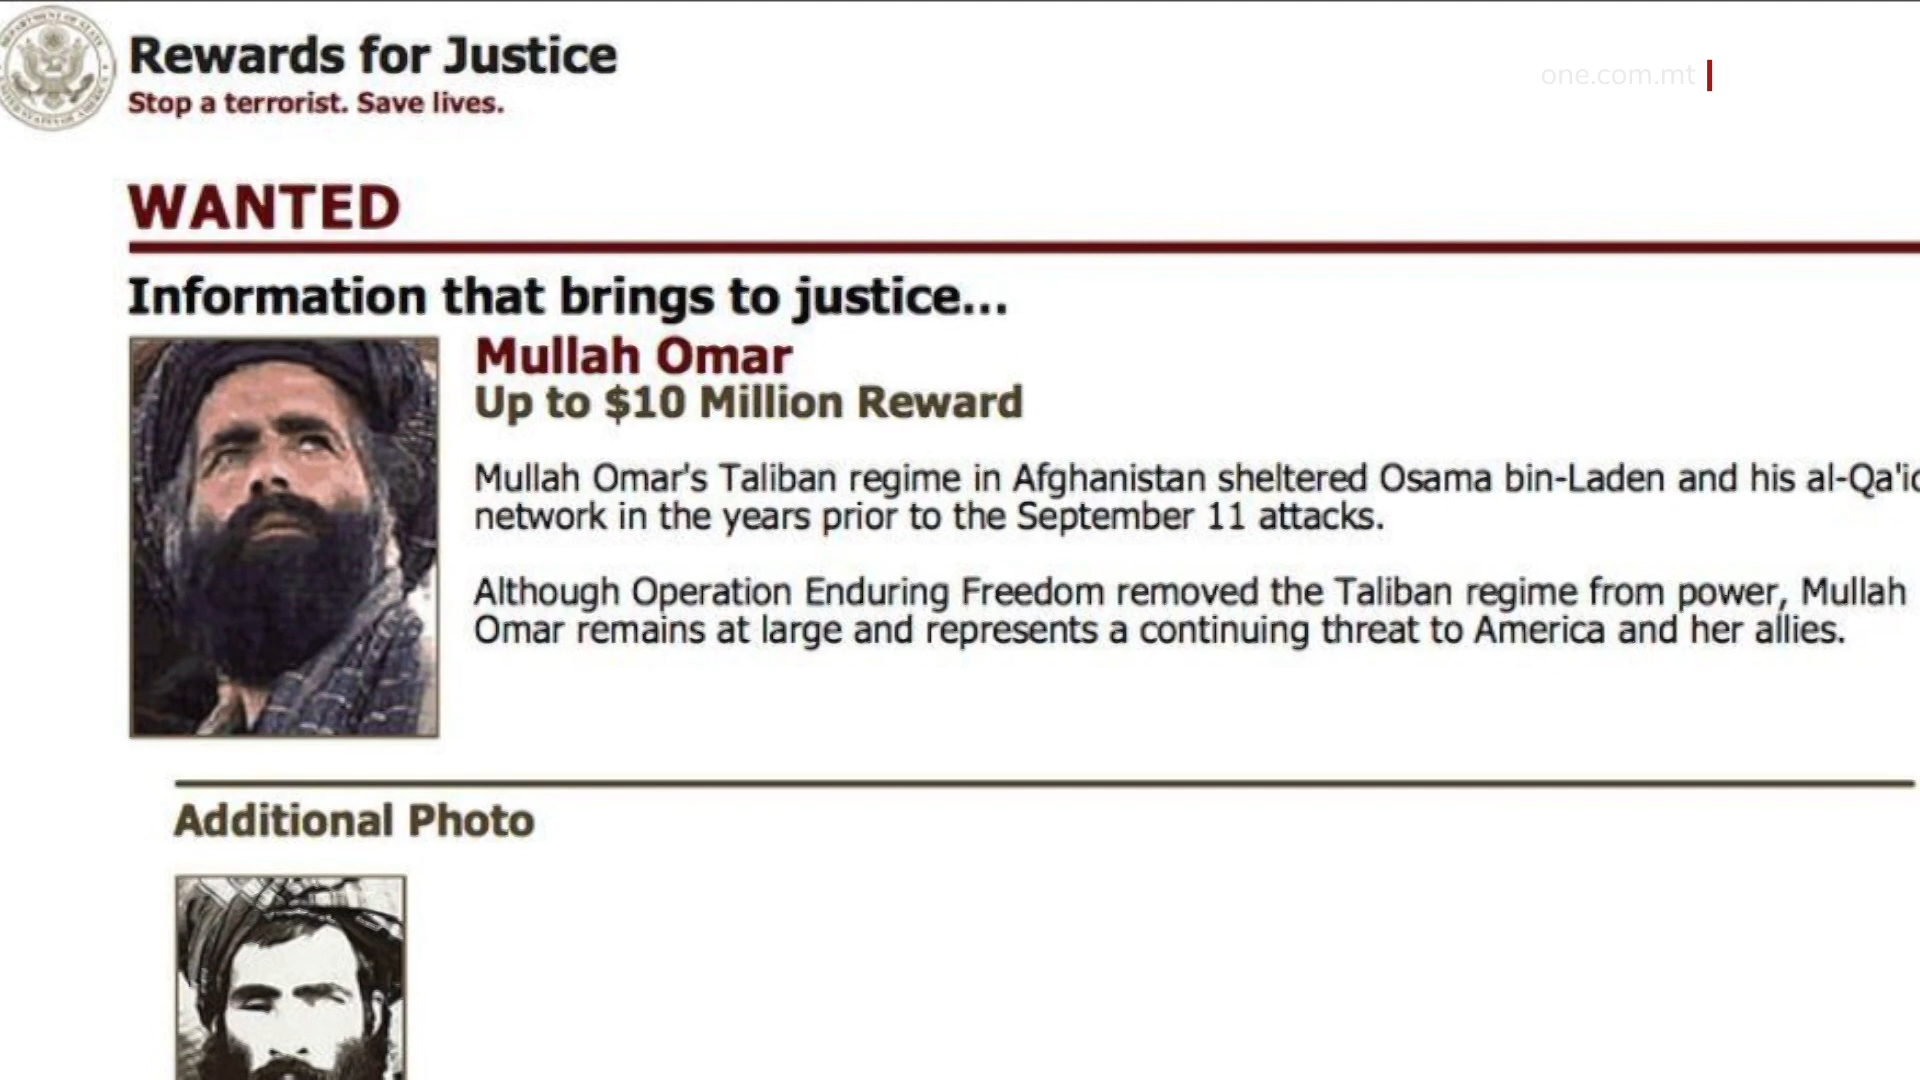 Rewards for Justice
Stop a terrorist. Save lives.
one.com.mt
WANTED
Information that brings to justice...
Mullah Omar
Up to $10 Million Reward
Mullah Omar's Taliban regime in Afghanistan sheltered Osama bin-Laden and his
network in the years prior to the September 11 attacks.
Although Operation Enduring Freedom removed the Taliban regime from power, Mullah
Omar remains at large and represents a continuing threat to America and her allies.
Additional Photo